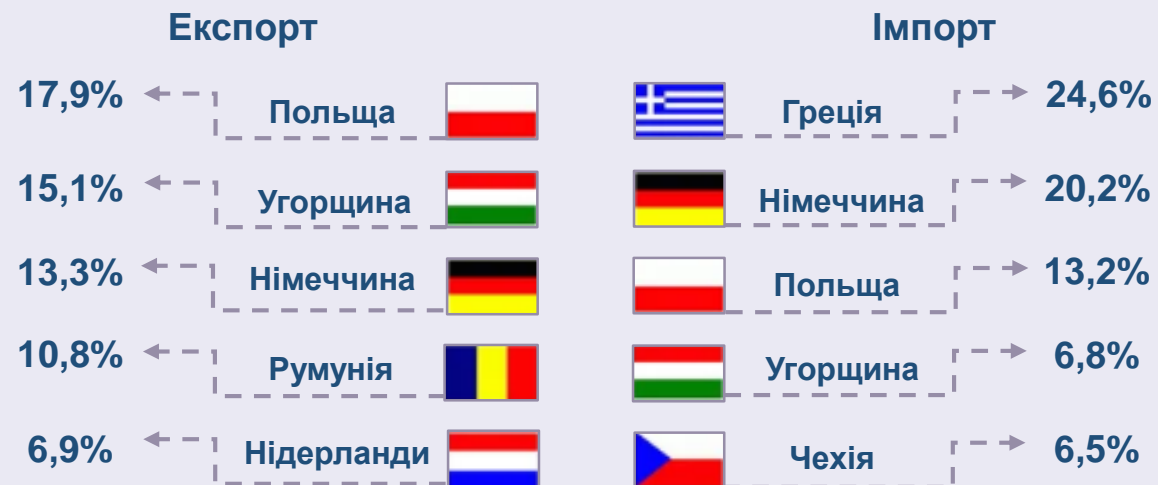 Експорт
17,9% Польща
15,1% Угорщина
13,3% Німеччина
10,8% Румунія
6,9% Нідерланди
Імпорт
Греція 24,6%
Німеччина 20,2%
Польща 13,2%
Угорщина 6,8%
Чехія 6,5%